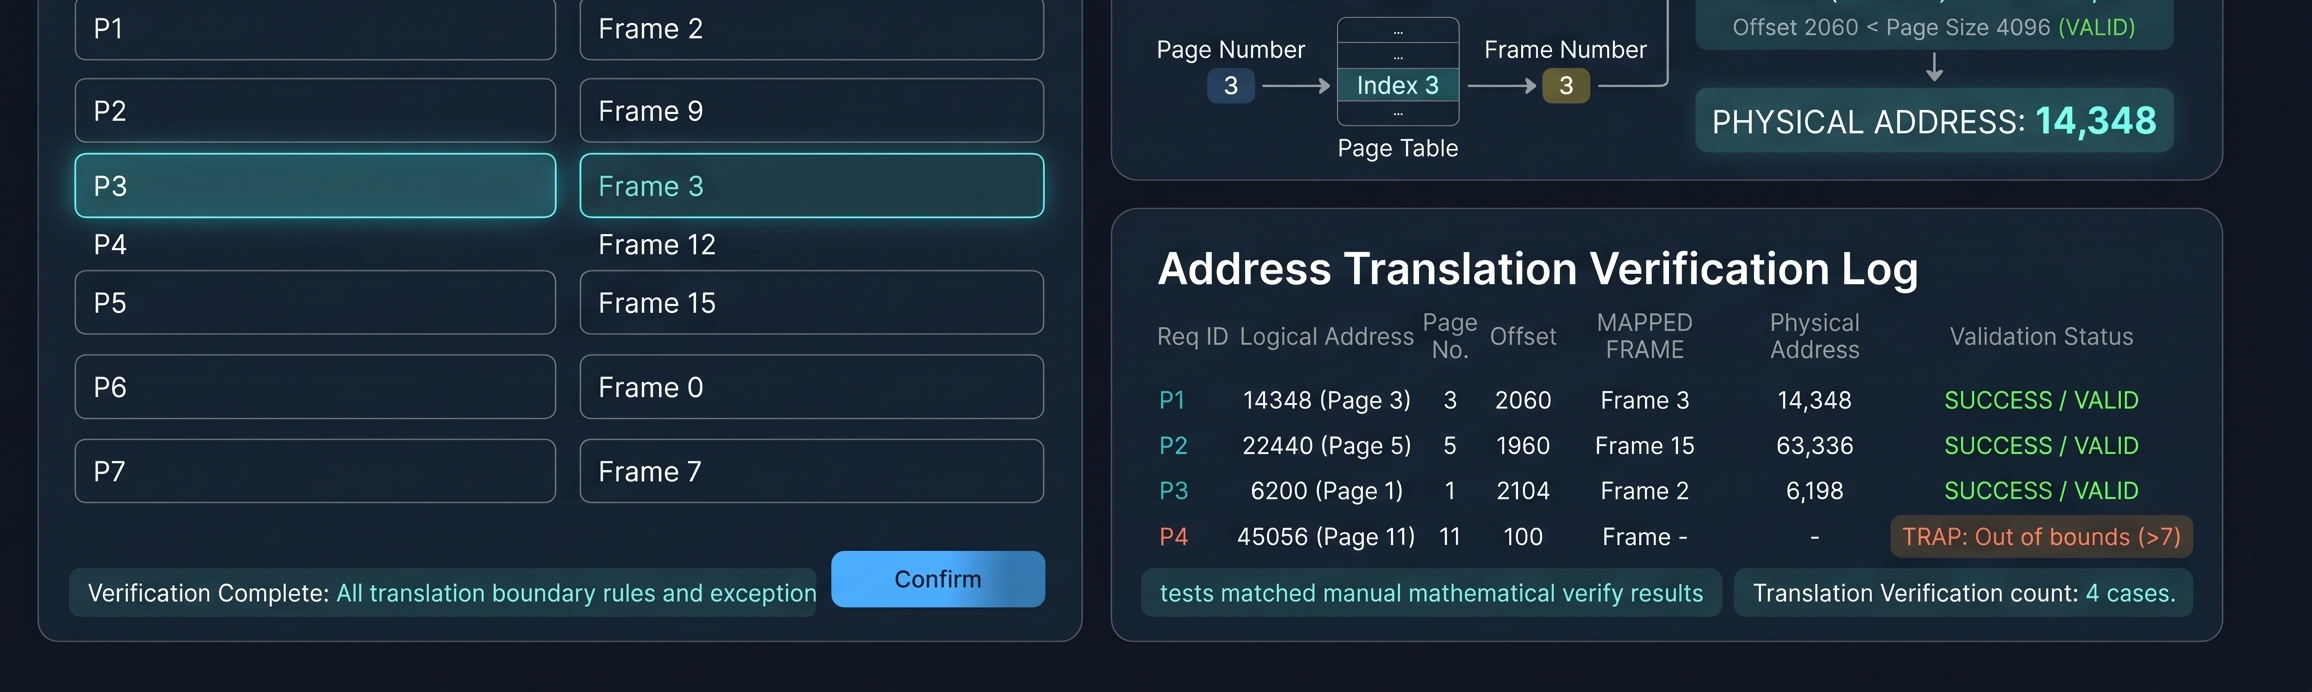 P1 Frame 2
P2 Frame 9
P3 Frame 3
P4 Frame 12
P5 Frame 15
P6 Frame 0
P7 Frame 7
Verification Complete: All translation boundary rules and exception
Confirm
Page Number
3
...
...
Index 3
...
Page Table
Frame Number
3
Offset 2060 < Page Size 4096 (VALID)
PHYSICAL ADDRESS: 14,348
Address Translation Verification Log
Req ID Logical Address Page No. Offset MAPPED FRAME Physical Address Validation Status
P1 14348 (Page 3) 3 2060 Frame 3 14,348 SUCCESS / VALID
P2 22440 (Page 5) 5 1960 Frame 15 63,336 SUCCESS / VALID
P3 6200 (Page 1) 1 2104 Frame 2 6,198 SUCCESS / VALID
P4 45056 (Page 11) 11 100 Frame - - TRAP: Out of bounds (>7)
tests matched manual mathematical verify results
Translation Verification count: 4 cases.